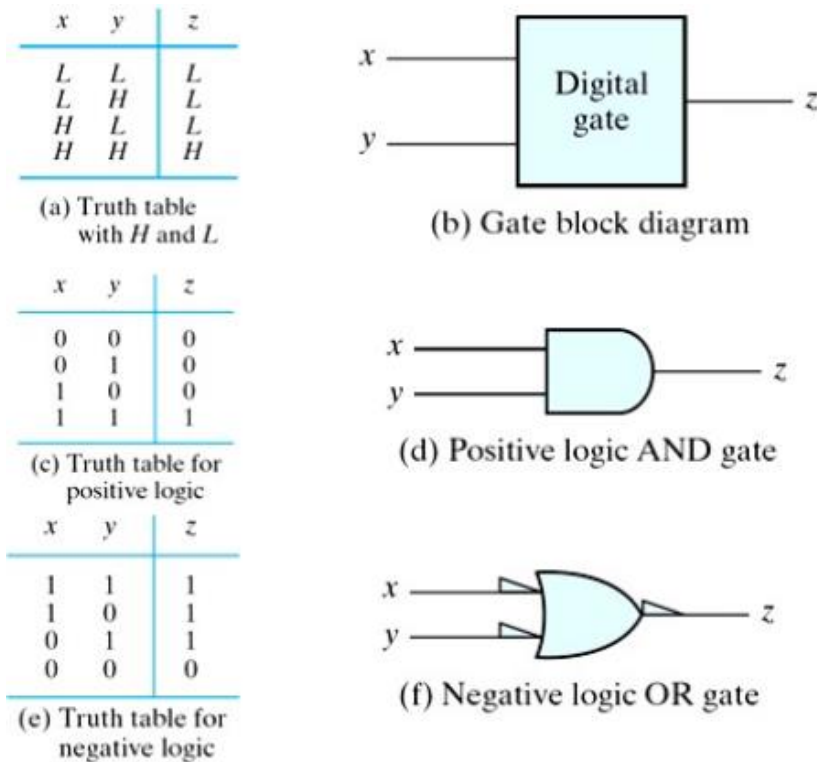 x y z
L L L
L H L
H L L
H H H
(a) Truth table
with H and L
x
y
Digital
gate
z
(b) Gate block diagram
x y z
0 0 0
0 1 0
1 0 0
1 1 1
(c) Truth table for
positive logic
x
y
z
(d) Positive logic AND gate
x y z
1 1 1
1 0 1
0 1 1
0 0 0
(e) Truth table for
negative logic
x
y
z
(f) Negative logic OR gate